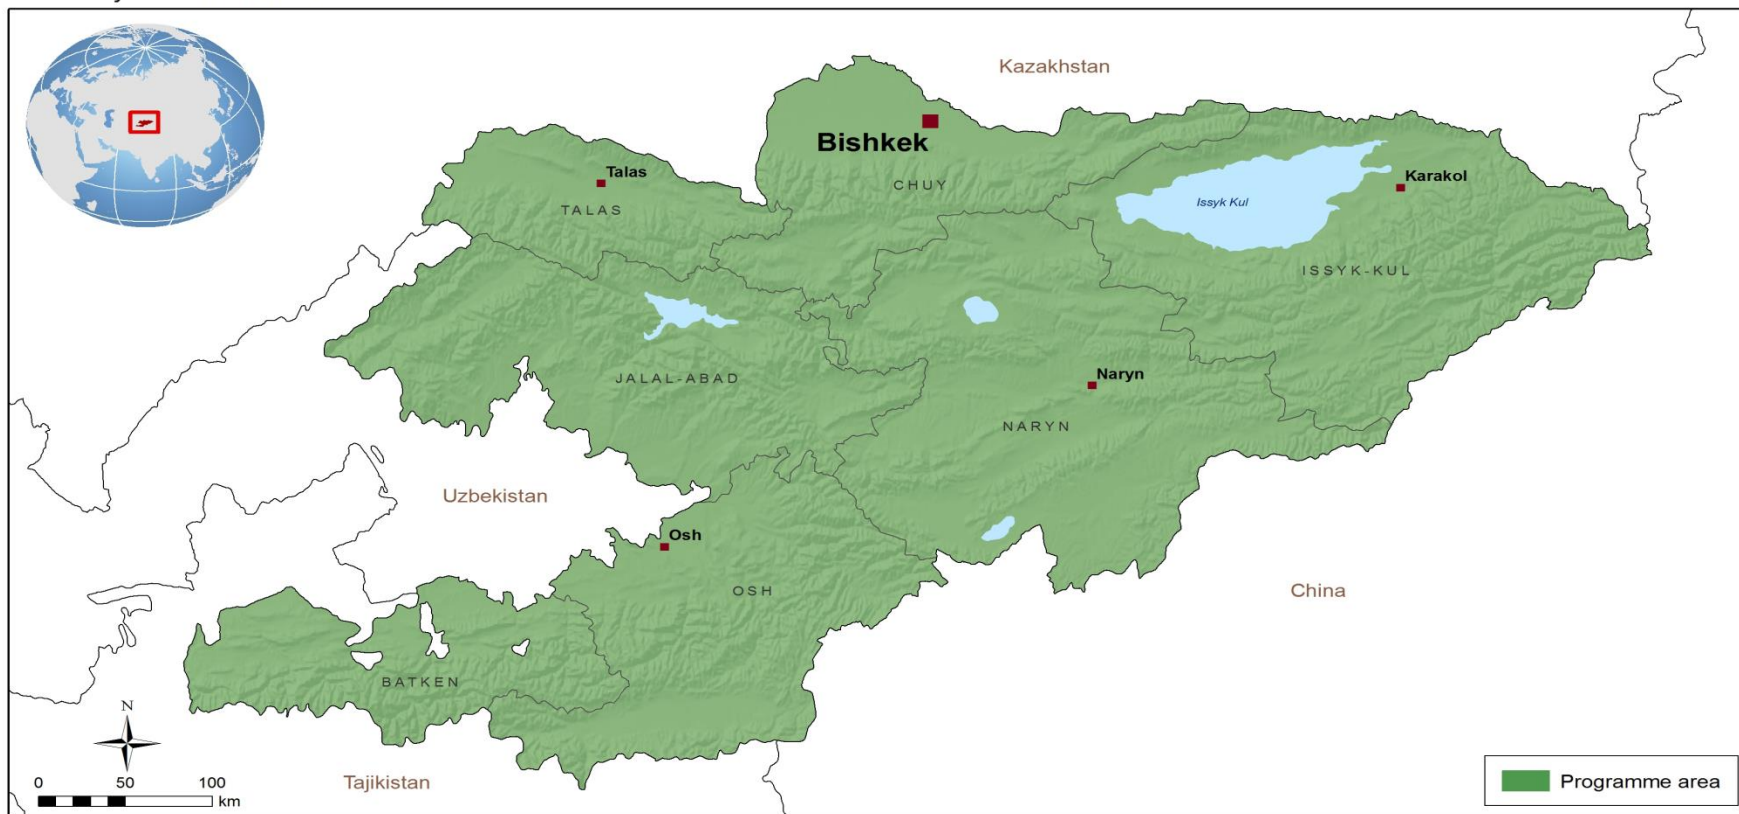 Kazakhstan
Bishkek
Talas
CHUY
Karakol
TALAS
Issyk Kul
ISSYK-KUL
JALAL-ABAD
Naryn
NARYN
Uzbekistan
Osh
China
OSH
BATKEN
N
Tajikistan
0 50 100
km
Programme area